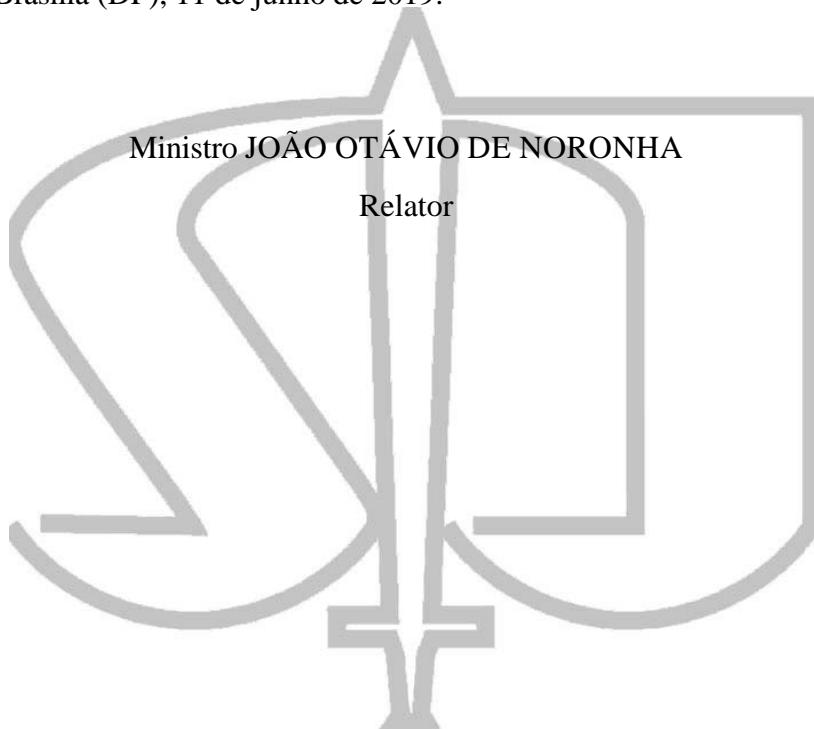 Brasília (DF), 11 de junho de 2019.
Ministro JOÃO OTÁVIO DE NORONHA
Relator